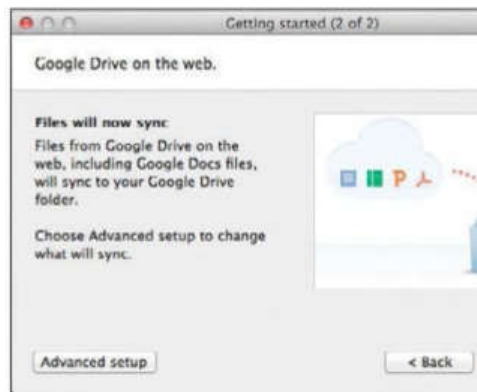 Getting started (2 of 2)
Google Drive on the web.
Files will now sync
Files from Google Drive on the
web, including Google Docs files,
will sync to your Google Drive
folder.
Choose Advanced setup to change
what will sync.
P
Advanced setup
< Back